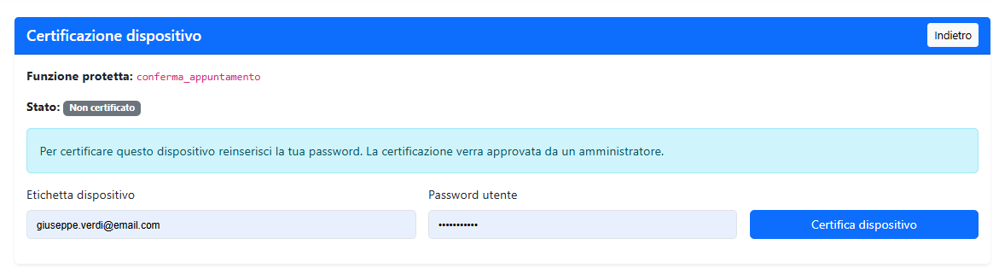 Certificazione dispositivo
Indietro
Funzione protetta: conferma_appuntamento
Stato: Non certificato
Per certificare questo dispositivo reinserisci la tua password. La certificazione verra approvata da un amministratore.
Etichetta dispositivo
Password utente
giuseppe.verdi@email.com
•••••••••••
Certifica dispositivo